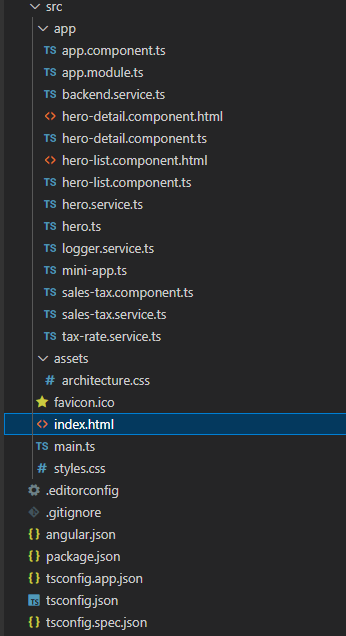 src
app
TS app.component.ts
TS app.module.ts
TS backend.service.ts
<> hero-detail.component.html
TS hero-detail.component.ts
<> hero-list.component.html
TS hero-list.component.ts
TS hero.service.ts
TS hero.ts
TS logger.service.ts
TS mini-app.ts
TS sales-tax.component.ts
TS sales-tax.service.ts
TS tax-rate.service.ts
assets
# architecture.css
favicon.ico
<> index.html
TS main.ts
# styles.css
.editorconfig
.gitignore
{} angular.json
{} package.json
{} tsconfig.app.json
TS tsconfig.json
{} tsconfig.spec.json